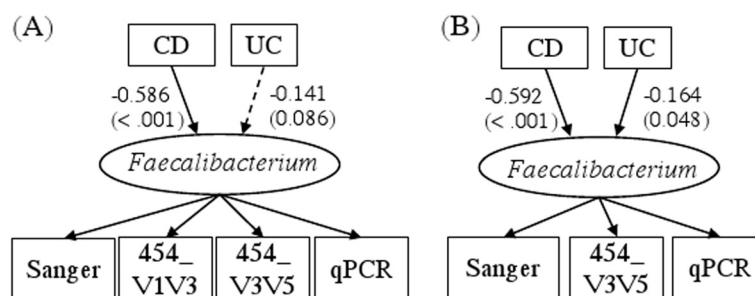 (A)
CD
UC
-0.586
(< .001)
-0.141
(0.086)
Faecalibacterium
Sanger
454_
V1V3
454_
V3V5
qPCR
(B)
CD
UC
-0.592
(<.001)
-0.164
(0.048)
Faecalibacterium
Sanger
454_
V3V5
qPCR